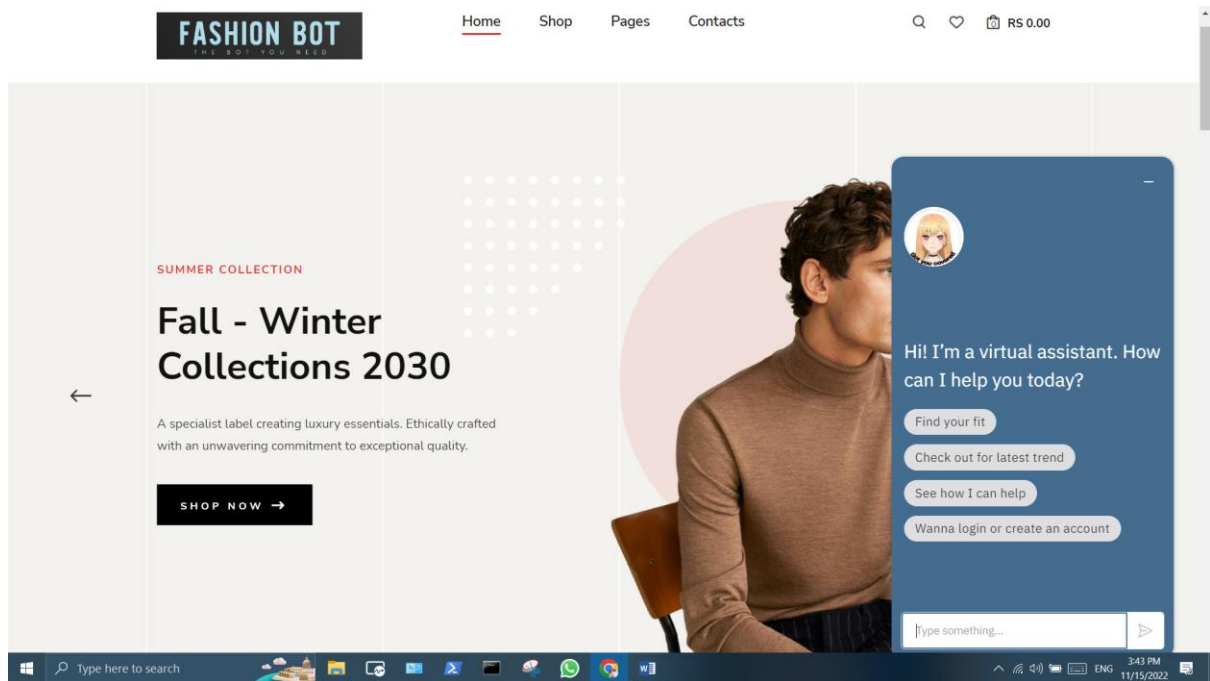 FASHION BOT
THE BOT YOU NEED
Home Shop Pages Contacts
0 RS 0.00
SUMMER COLLECTION
Fall - Winter
Collections 2030
A specialist label creating luxury essentials. Ethically crafted
with an unwavering commitment to exceptional quality.
SHOP NOW →
Hi! I'm a virtual assistant. How
can I help you today?
Find your fit
Check out for latest trend
See how I can help
Wanna login or create an account
Type something...
Type here to search
ENG
3:43 PM
11/15/2022